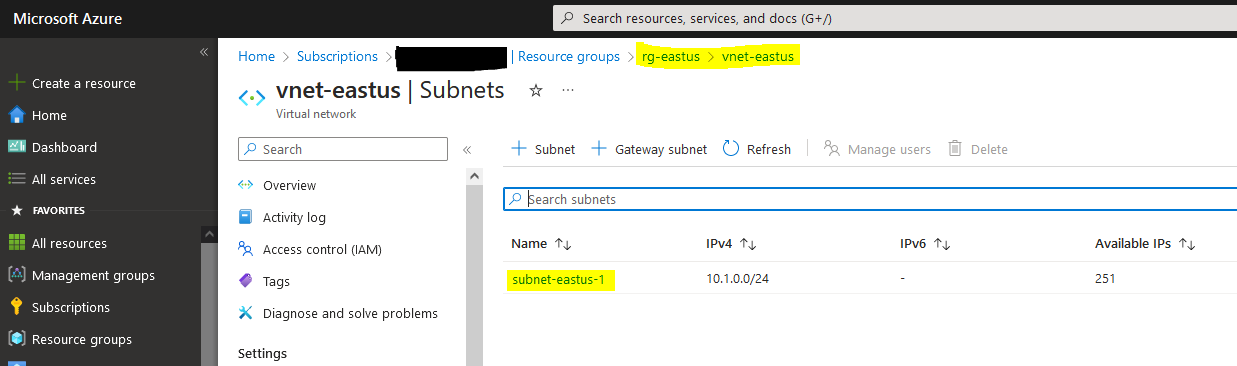 Microsoft Azure
Search resources, services, and docs (G+/)
Home > Subscriptions > | Resource groups > rg-eastus > vnet-eastus
Create a resource
Home
Dashboard
All services
FAVORITES
All resources
Management groups
Subscriptions
Resource groups
vnet-eastus | Subnets
Virtual network
Search
Overview
Activity log
Access control (IAM)
Tags
Diagnose and solve problems
Settings
+ Subnet + Gateway subnet Refresh Manage users Delete
Search subnets
Name ↑↓ IPv4 ↑↓ IPv6 ↑↓ Available IPs ↑↓
subnet-eastus-1 10.1.0.0/24 - 251